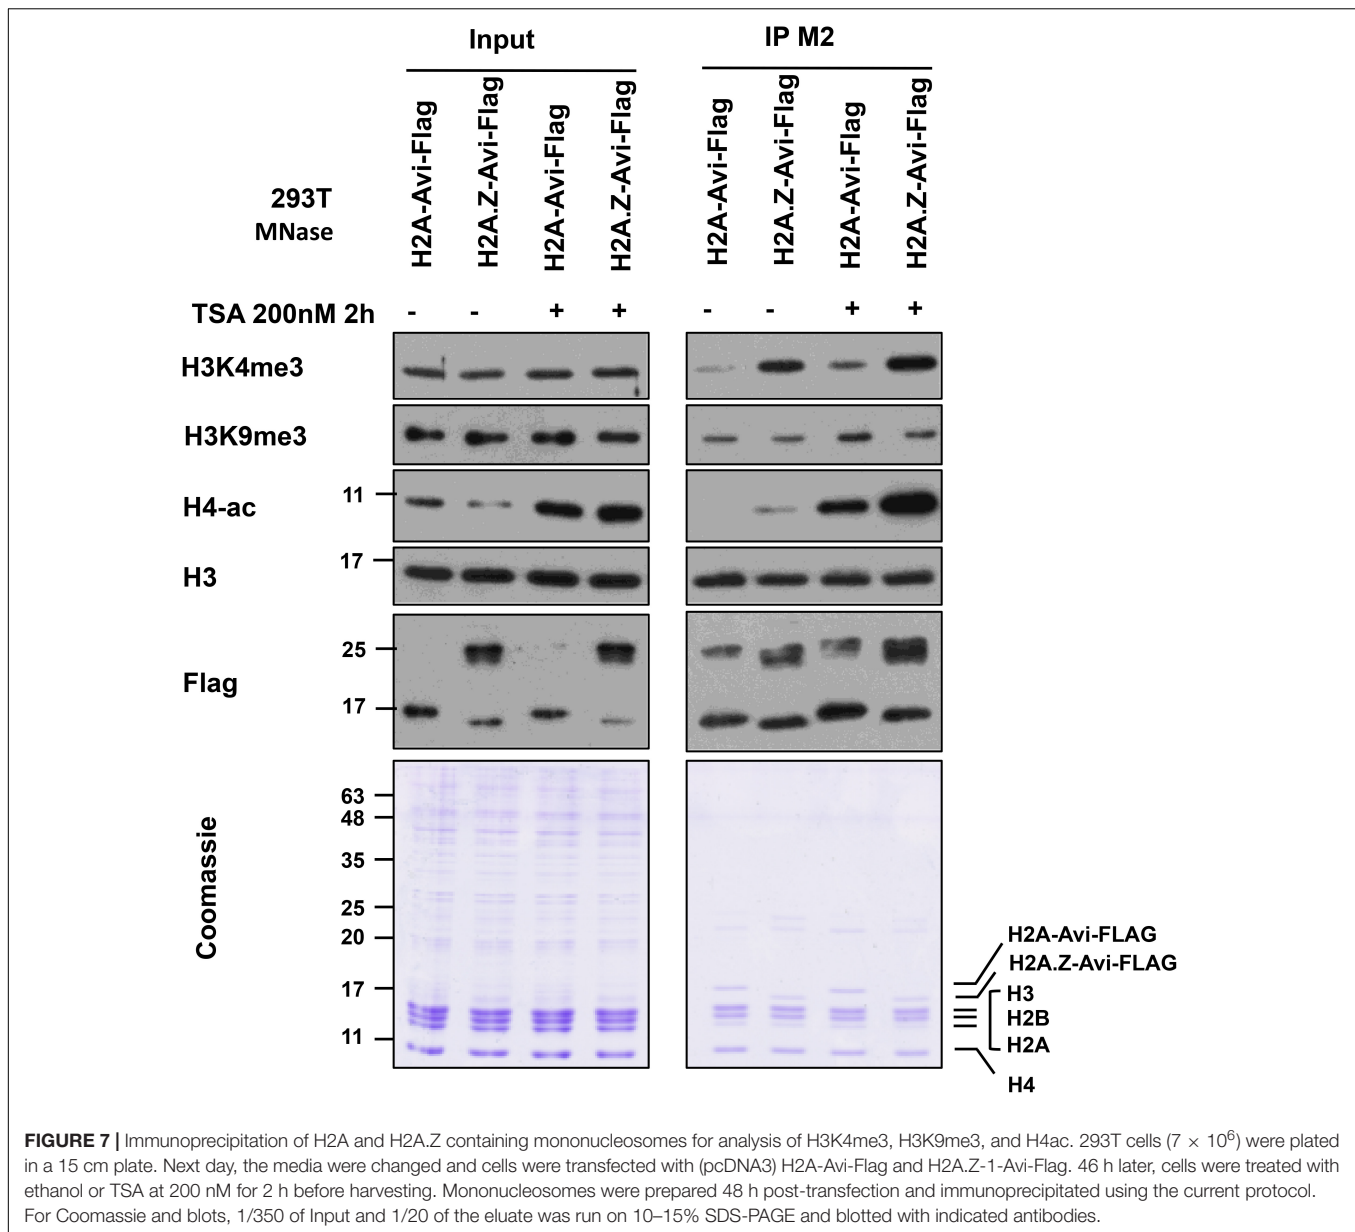 Input
IP M2
293T
MNase
H2A-Avi-Flag
H2A.Z-Avi-Flag
H2A-Avi-Flag
H2A.Z-Avi-Flag
H2A-Avi-Flag
H2A.Z-Avi-Flag
H2A-Avi-Flag
H2A.Z-Avi-Flag
TSA 200nM 2h - - + + - - + +
H3K4me3
H3K9me3
H4-ac
11
H3
17
Flag
25
17
Coomassie
63
48
35
25
20
17
11
H2A-Avi-FLAG
H2A.Z-Avi-FLAG
H3
H2B
H2A
H4
FIGURE 7 | Immunoprecipitation of H2A and H2A.Z containing mononucleosomes for analysis of H3K4me3, H3K9me3, and H4ac. 293T cells (7 × 10⁶) were plated
in a 15 cm plate. Next day, the media were changed and cells were transfected with (pcDNA3) H2A-Avi-Flag and H2A.Z-1-Avi-Flag. 46 h later, cells were treated with
ethanol or TSA at 200 nM for 2 h before harvesting. Mononucleosomes were prepared 48 h post-transfection and immunoprecipitated using the current protocol.
For Coomassie and blots, 1/350 of Input and 1/20 of the eluate was run on 10–15% SDS-PAGE and blotted with indicated antibodies.